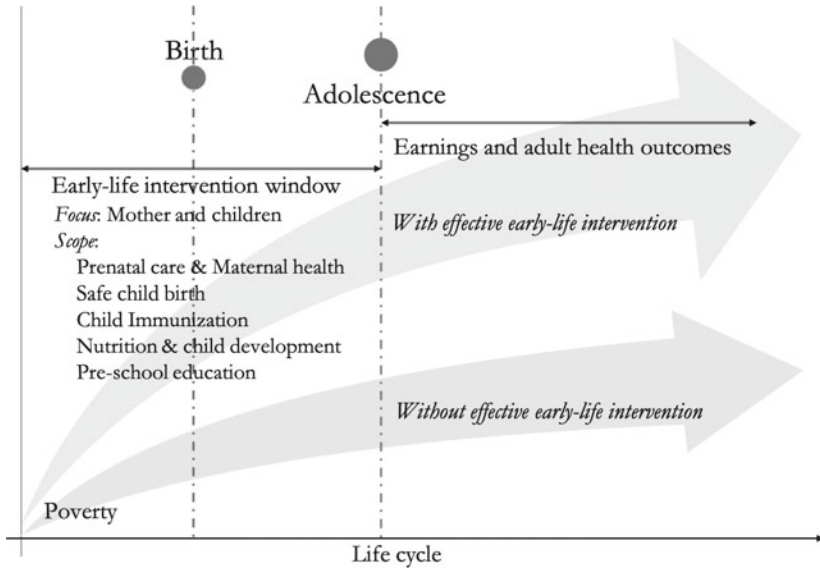 Birth
Adolescence
Earnings and adult health outcomes
Early-life intervention window
Focus: Mother and children
With effective early-life intervention
Scope:
Prenatal care & Maternal health
Safe child birth
Child Immunization
Nutrition & child development
Pre-school education
Without effective early-life intervention
Poverty
Life cycle